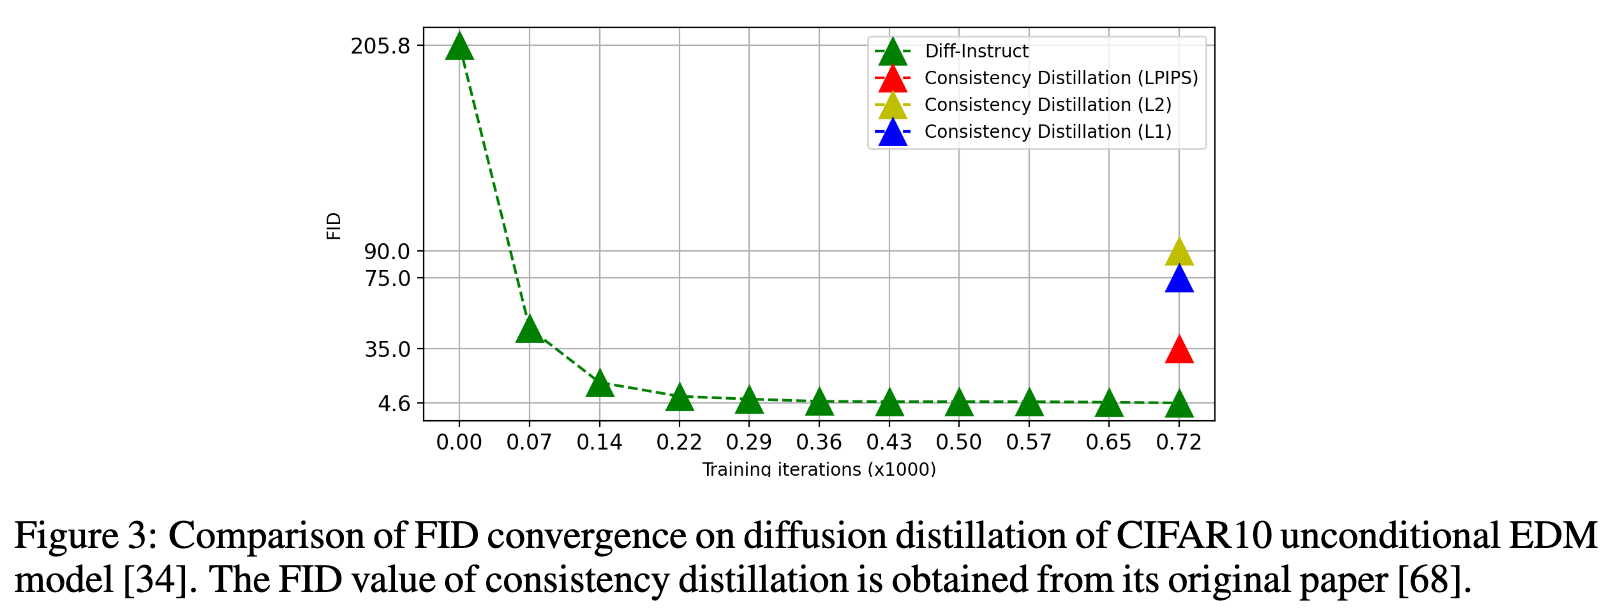 205.8
90.0
75.0
35.0
4.6
FID
Diff-Instruct
Consistency Distillation (LPIPS)
Consistency Distillation (L2)
Consistency Distillation (L1)
0.00 0.07 0.14 0.22 0.29 0.36 0.43 0.50 0.57 0.65 0.72
Training iterations (x1000)
Figure 3: Comparison of FID convergence on diffusion distillation of CIFAR10 unconditional EDM
model [34]. The FID value of consistency distillation is obtained from its original paper [68].